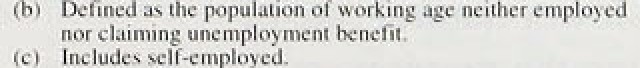 (b) Defined as the population of working age neither employed
nor claiming unemployment benefit.
(c) Includes self-employed.